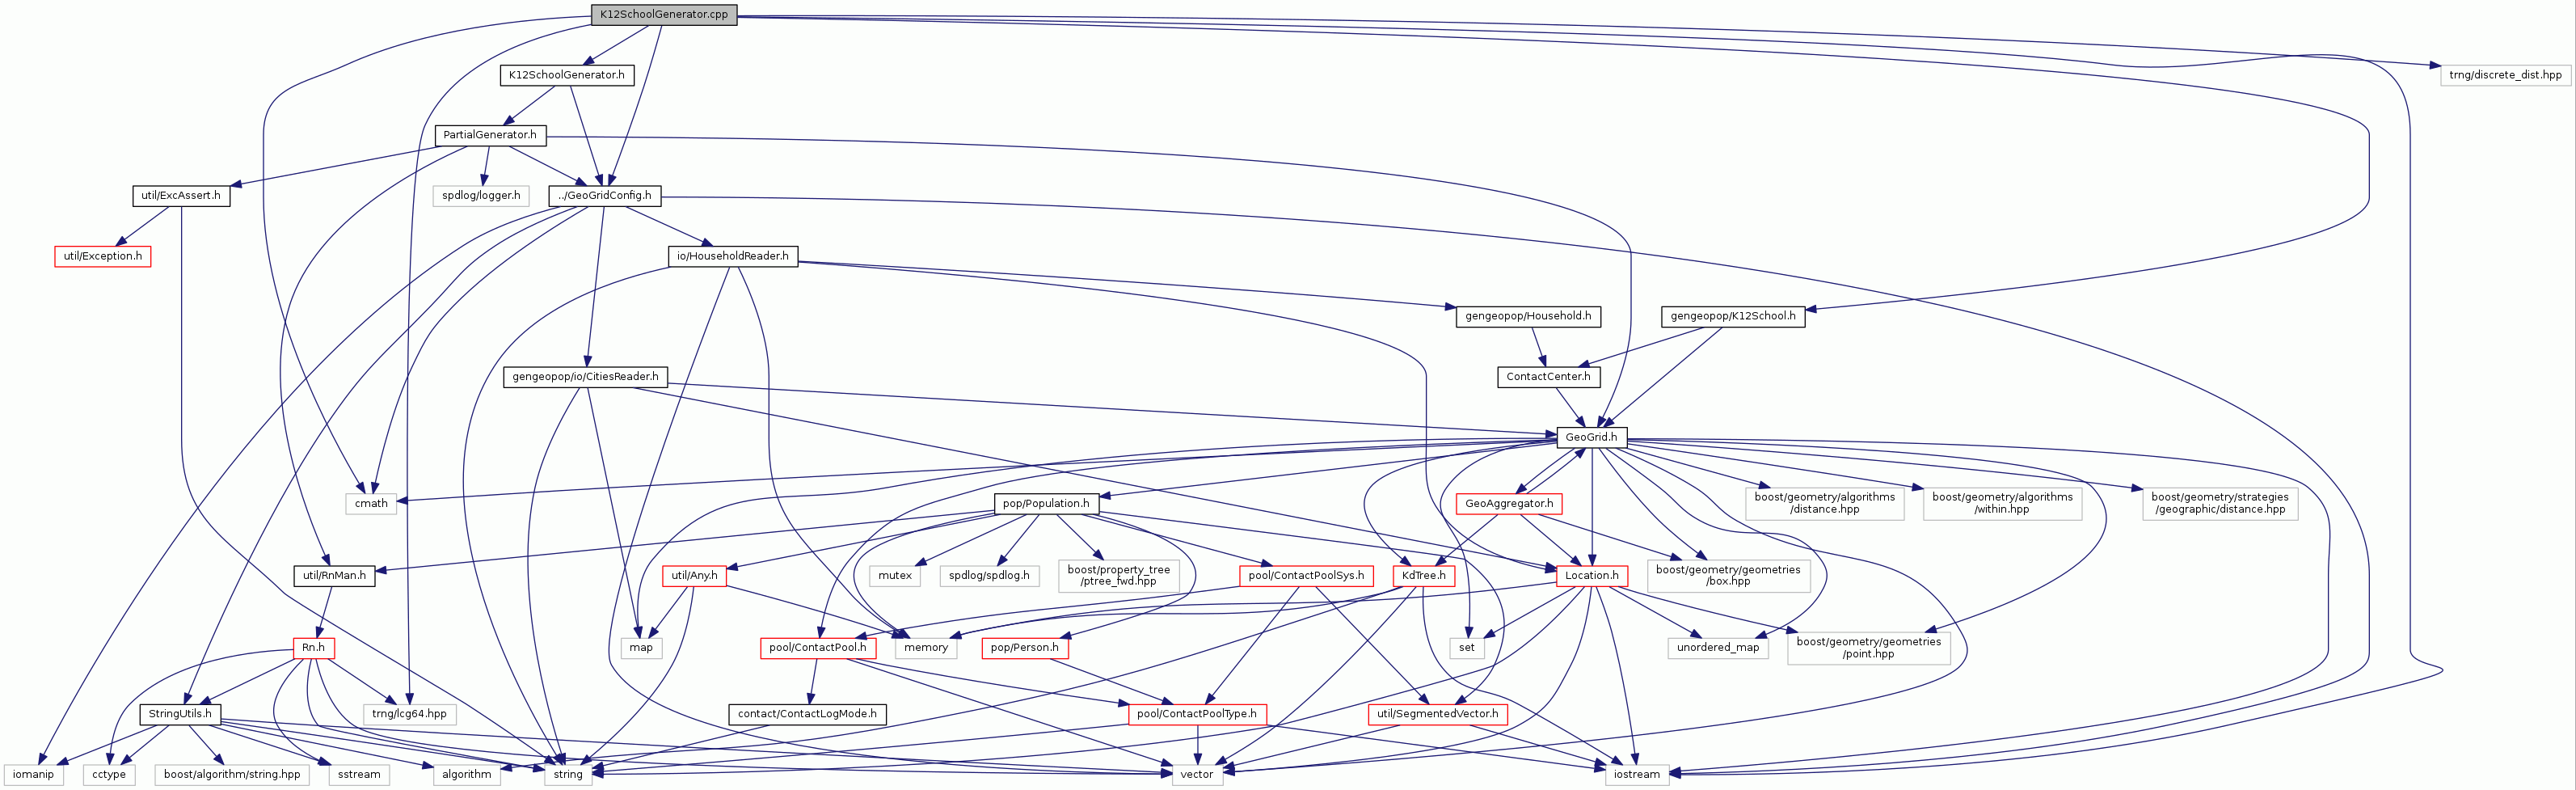 K12SchoolGenerator.cpp
K12SchoolGenerator.h
trng/discrete_dist.hpp
PartialGenerator.h
util/ExcAssert.h
spdlog/logger.h
../GeoGridConfig.h
util/Exception.h
io/HouseholdReader.h
gengeopop/Household.h
gengeopop/K12School.h
gengeopop/io/CitiesReader.h
ContactCenter.h
GeoGrid.h
cmath
pop/Population.h
GeoAggregator.h
boost/geometry/algorithms
/distance.hpp
boost/geometry/algorithms
/within.hpp
boost/geometry/strategies
/geographic/distance.hpp
util/RnMan.h
util/Any.h
mutex
spdlog/spdlog.h
boost/property_tree
/ptree_fwd.hpp
pool/ContactPoolSys.h
KdTree.h
Location.h
boost/geometry/geometries
/box.hpp
Rn.h
map
pool/ContactPool.h
memory
pop/Person.h
set
unordered_map
boost/geometry/geometries
/point.hpp
StringUtils.h
trng/lcg64.hpp
contact/ContactLogMode.h
pool/ContactPoolType.h
util/SegmentedVector.h
iomanip
cctype
boost/algorithm/string.hpp
sstream
algorithm
string
vector
iostream